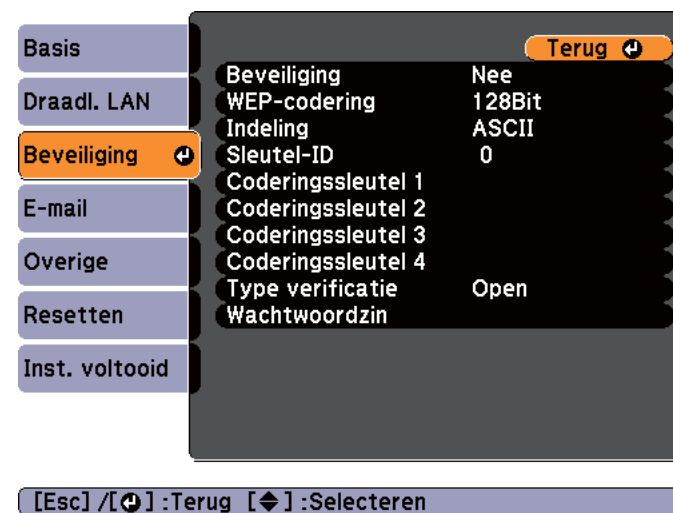 Basis
Draadl. LAN
Beveiliging
E-mail
Overige
Resetten
Inst. voltooid
Terug
Beveiliging Nee
WEP-codering 128Bit
Indeling ASCII
Sleutel-ID 0
Coderingssleutel 1
Coderingssleutel 2
Coderingssleutel 3
Coderingssleutel 4
Type verificatie Open
Wachtwoordzin
[Esc] /[⏎] :Terug [◆] :Selecteren